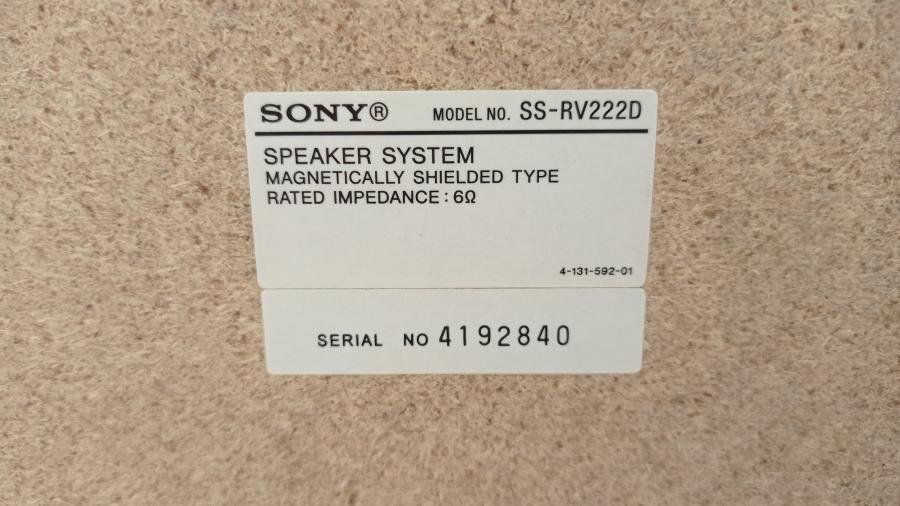 SONY® MODEL NO. SS-RV222D
SPEAKER SYSTEM
MAGNETICALLY SHIELDED TYPE
RATED IMPEDANCE : 6Ω
4-131-592-01
SERIAL NO 4192840